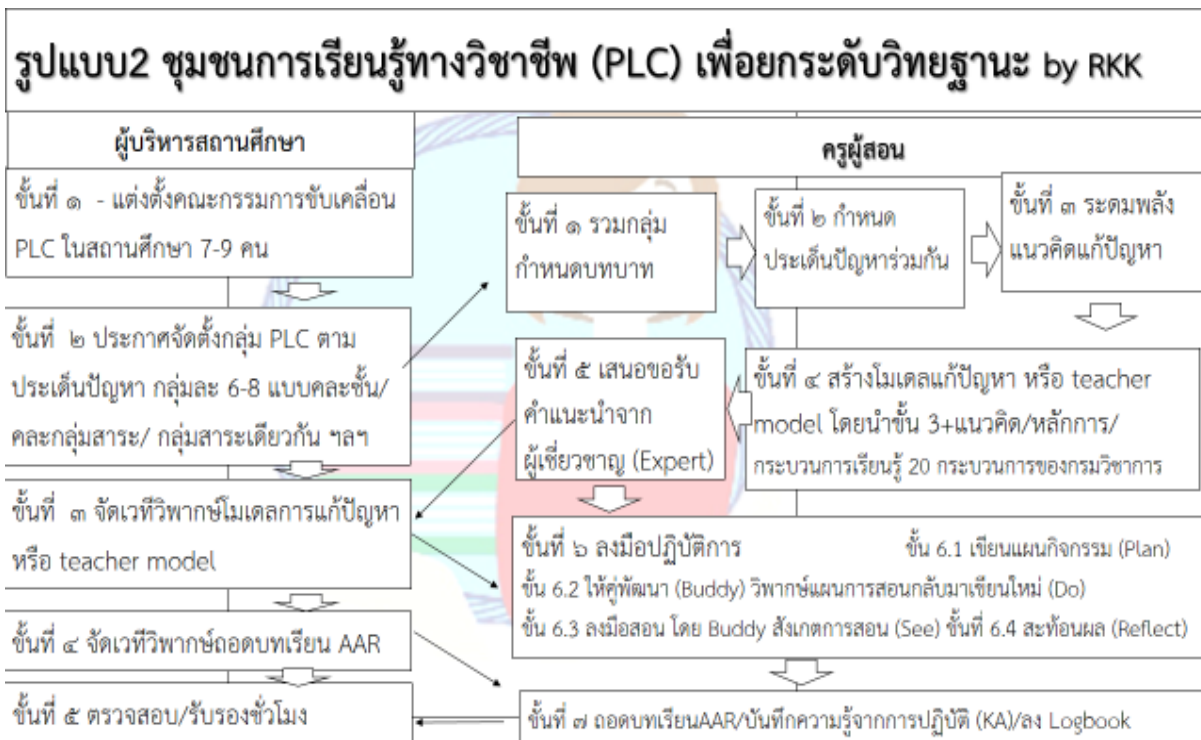 รูปแบบ2 ชุมชนการเรียนรู้ทางวิชาชีพ (PLC) เพื่อยกระดับวิทยฐานะ by RKK
ผู้บริหารสถานศึกษา
ขั้นที่ ๑ - แต่งตั้งคณะกรรมการขับเคลื่อน
PLC ในสถานศึกษา 7-9 คน
ขั้นที่ ๒ ประกาศจัดตั้งกลุ่ม PLC ตาม
ประเด็นปัญหา กลุ่มละ 6-8 แบบคละชั้น/
คละกลุ่มสาระ/ กลุ่มสาระเดียวกัน ฯลฯ
ขั้นที่ ๓ จัดเวทีวิพากษ์โมเดลการแก้ปัญหา
หรือ teacher model
ขั้นที่ ๔ จัดเวทีวิพากษ์ถอดบทเรียน AAR
ขั้นที่ ๕ ตรวจสอบ/รับรองชั่วโมง
ครูผู้สอน
ขั้นที่ ๑ รวมกลุ่ม
กำหนดบทบาท
ขั้นที่ ๒ กำหนด
ประเด็นปัญหาร่วมกัน
ขั้นที่ ๓ ระดมพลัง
แนวคิดแก้ปัญหา
ขั้นที่ ๔ สร้างโมเดลแก้ปัญหา หรือ teacher
model โดยนำขั้น 3+แนวคิด/หลักการ/
กระบวนการเรียนรู้ 20 กระบวนการของกรมวิชาการ
ขั้นที่ ๕ เสนอขอรับ
คำแนะนำจาก
ผู้เชี่ยวชาญ (Expert)
ขั้นที่ ๖ ลงมือปฏิบัติการ ขั้น 6.1 เขียนแผนกิจกรรม (Plan)
ขั้น 6.2 ให้คู่พัฒนา (Buddy) วิพากษ์แผนการสอนกลับมาเขียนใหม่ (Do)
ขั้น 6.3 ลงมือสอน โดย Buddy สังเกตการสอน (See) ขั้นที่ 6.4 สะท้อนผล (Reflect)
ขั้นที่ ๗ ถอดบทเรียนAAR/บันทึกความรู้จากการปฏิบัติ (KA)/ลง Logbook